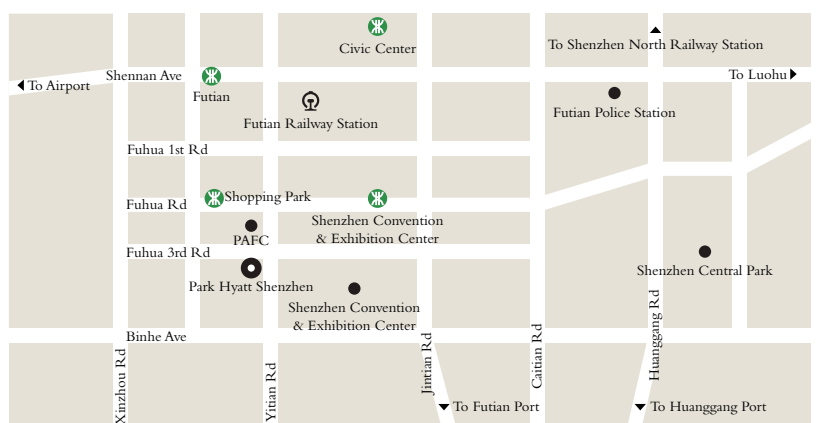 Civic Center
To Shenzhen North Railway Station
Shennan Ave
To Luohu
To Airport
Futian
Futian Police Station
Futian Railway Station
Fuhua 1st Rd
Shopping Park
Fuhua Rd
Shenzhen Convention
& Exhibition Center
PAFC
Fuhua 3rd Rd
Shenzhen Central Park
Park Hyatt Shenzhen
Shenzhen Convention
& Exhibition Center
Binhe Ave
Xinzhou Rd
Yitian Rd
Jintian Rd
Caitian Rd
Huanggang Rd
To Futian Port
To Huanggang Port